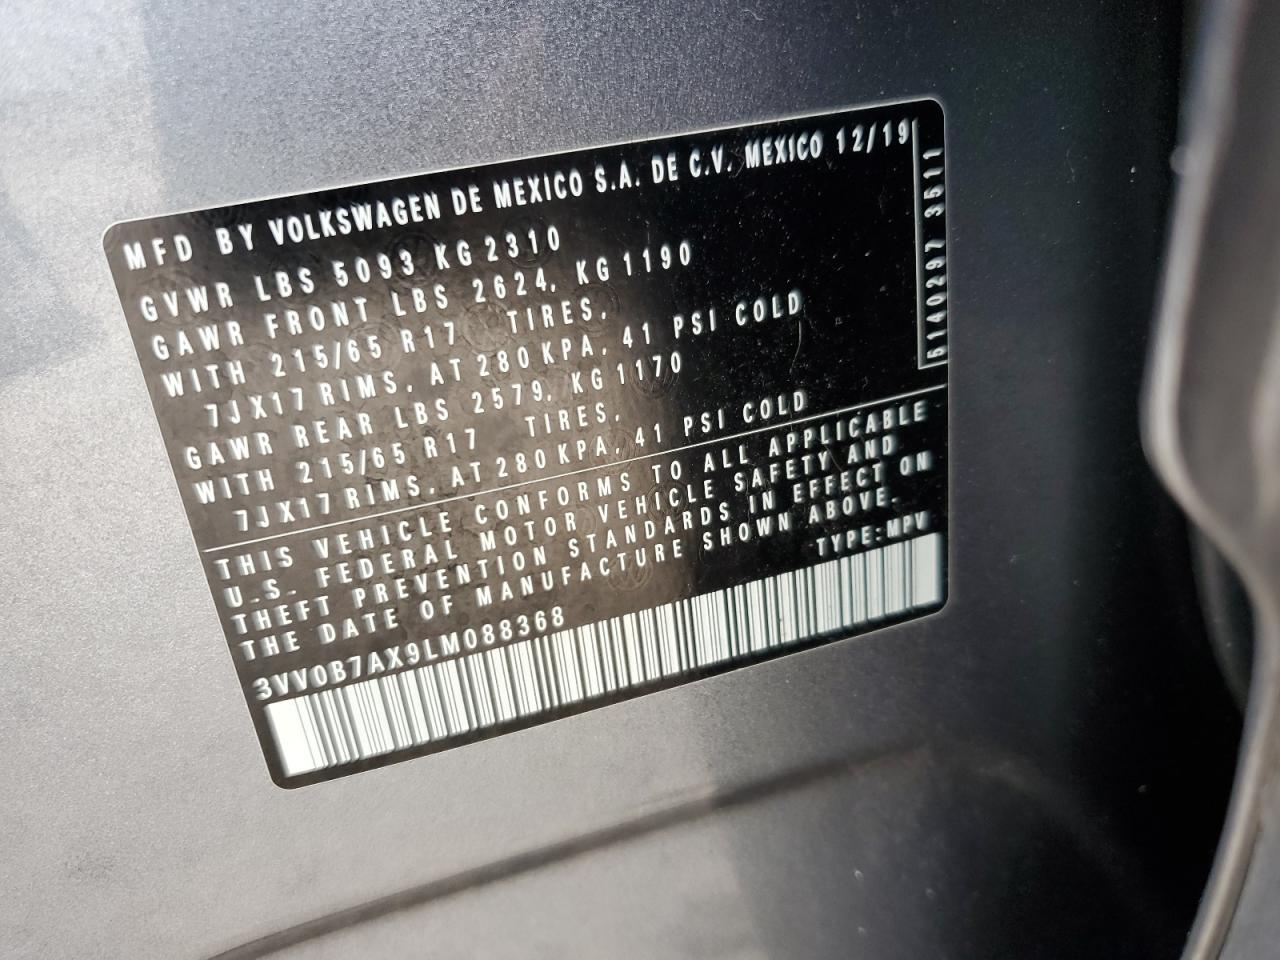 MFD BY VOLKSWAGEN DE MEXICO S.A. DE C.V. MEXICO 12/19
GVWR LBS 5093 KG 2310
GAWR FRONT LBS 2624, KG 1190
WITH 215/65 R17 TIRES,
7JX17 RIMS, AT 280 KPA, 41 PSI COLD
GAWR REAR LBS 2579, KG 1170
WITH 215/65 R17 TIRES,
7JX17 RIMS, AT 280 KPA, 41 PSI COLD
5140297 3511
THIS VEHICLE CONFORMS TO ALL APPLICABLE
U.S. FEDERAL MOTOR VEHICLE SAFETY AND
THEFT PREVENTION STANDARDS IN EFFECT ON
THE DATE OF MANUFACTURE SHOWN ABOVE.
3VV0B7AX9LM088368 TYPE: MPV